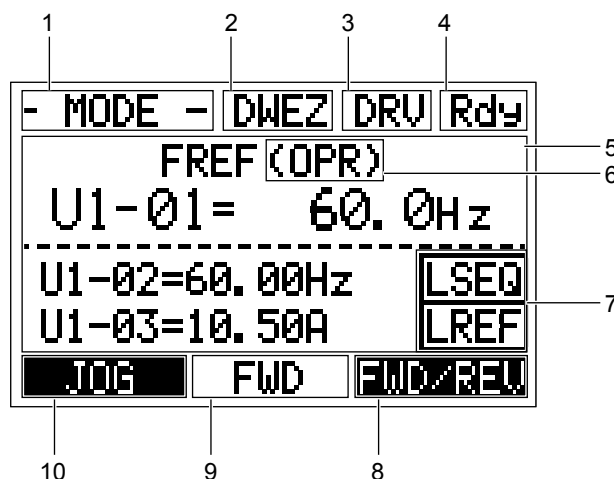 1 2 3 4
- MODE - DWEZ DRV Rdy
5
FREF (OPR)
6
U1-01= 60.0Hz
U1-02=60.00Hz LSEQ
7
U1-03=10.50A LREF
JOG FWD FWD/REV
10 9 8